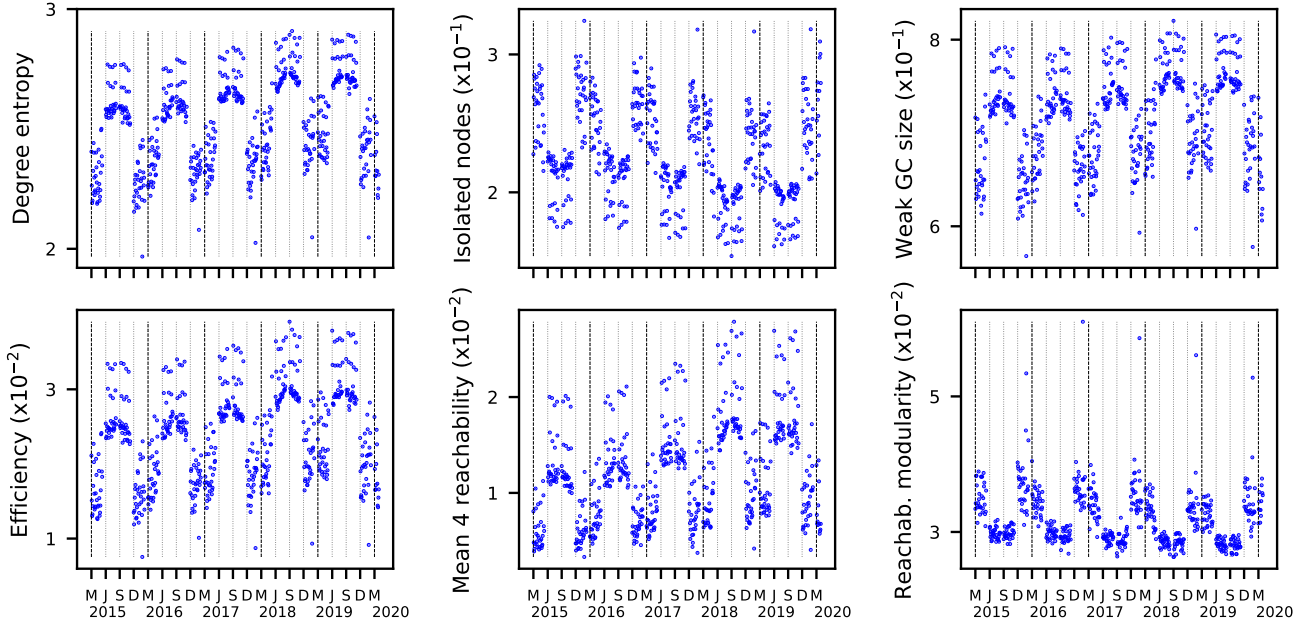 Degree entropy
3
2
Isolated nodes (x10⁻¹)
3
2
Weak GC size (x10⁻¹)
8
6
Efficiency (x10⁻²)
3
1
M J S D M J S D M J S D M J S D M J S D M
2015 2016 2017 2018 2019 2020
Mean 4 reachability (x10⁻²)
2
1
M J S D M J S D M J S D M J S D M J S D M
2015 2016 2017 2018 2019 2020
Reachab. modularity (x10⁻²)
5
3
M J S D M J S D M J S D M J S D M J S D M
2015 2016 2017 2018 2019 2020